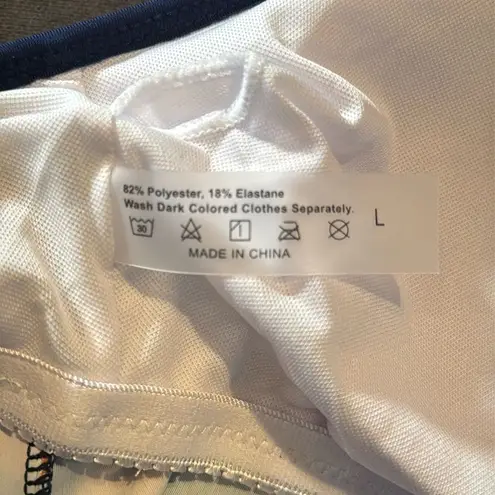 82% Polyester, 18% Elastane
Wash Dark Colored Clothes Separately.
30
L
MADE IN CHINA